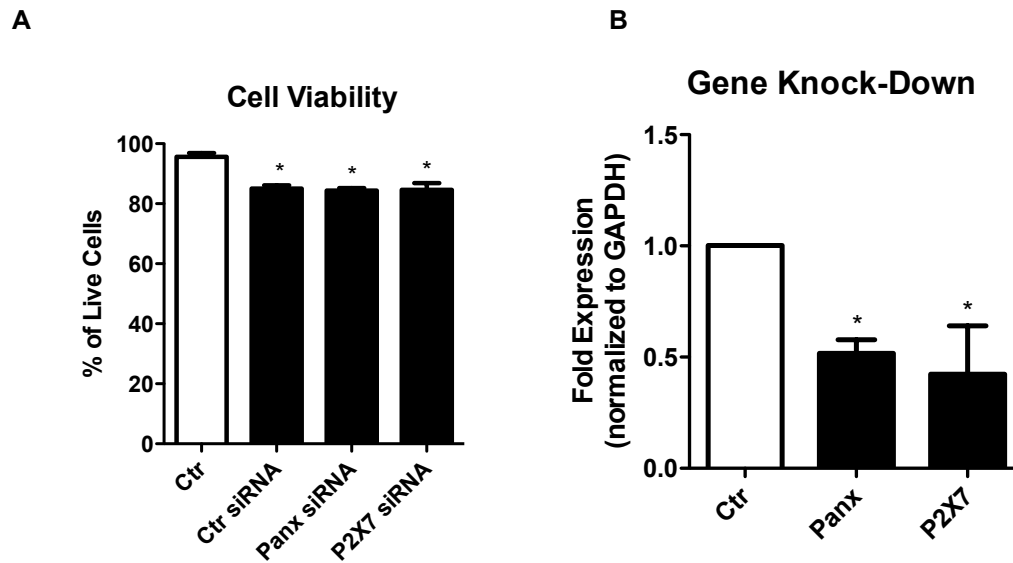 A
Cell Viability
% of Live Cells
100
80
60
40
20
0
*
*
*
Ctr
Ctr siRNA
Panx siRNA
P2X7 siRNA
B
Gene Knock-Down
Fold Expression
(normalized to GAPDH)
1.5
1.0
0.5
0.0
*
*
Ctr
Panx
P2X7